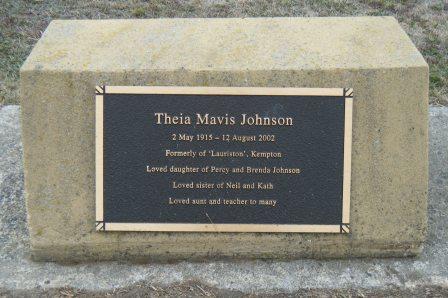 Theia Mavis Johnson
2 May 1915 – 12 August 2002
Formerly of 'Lauriston', Kempton
Loved daughter of Percy and Brenda Johnson
Loved sister of Neil and Kath
Loved aunt and teacher to many